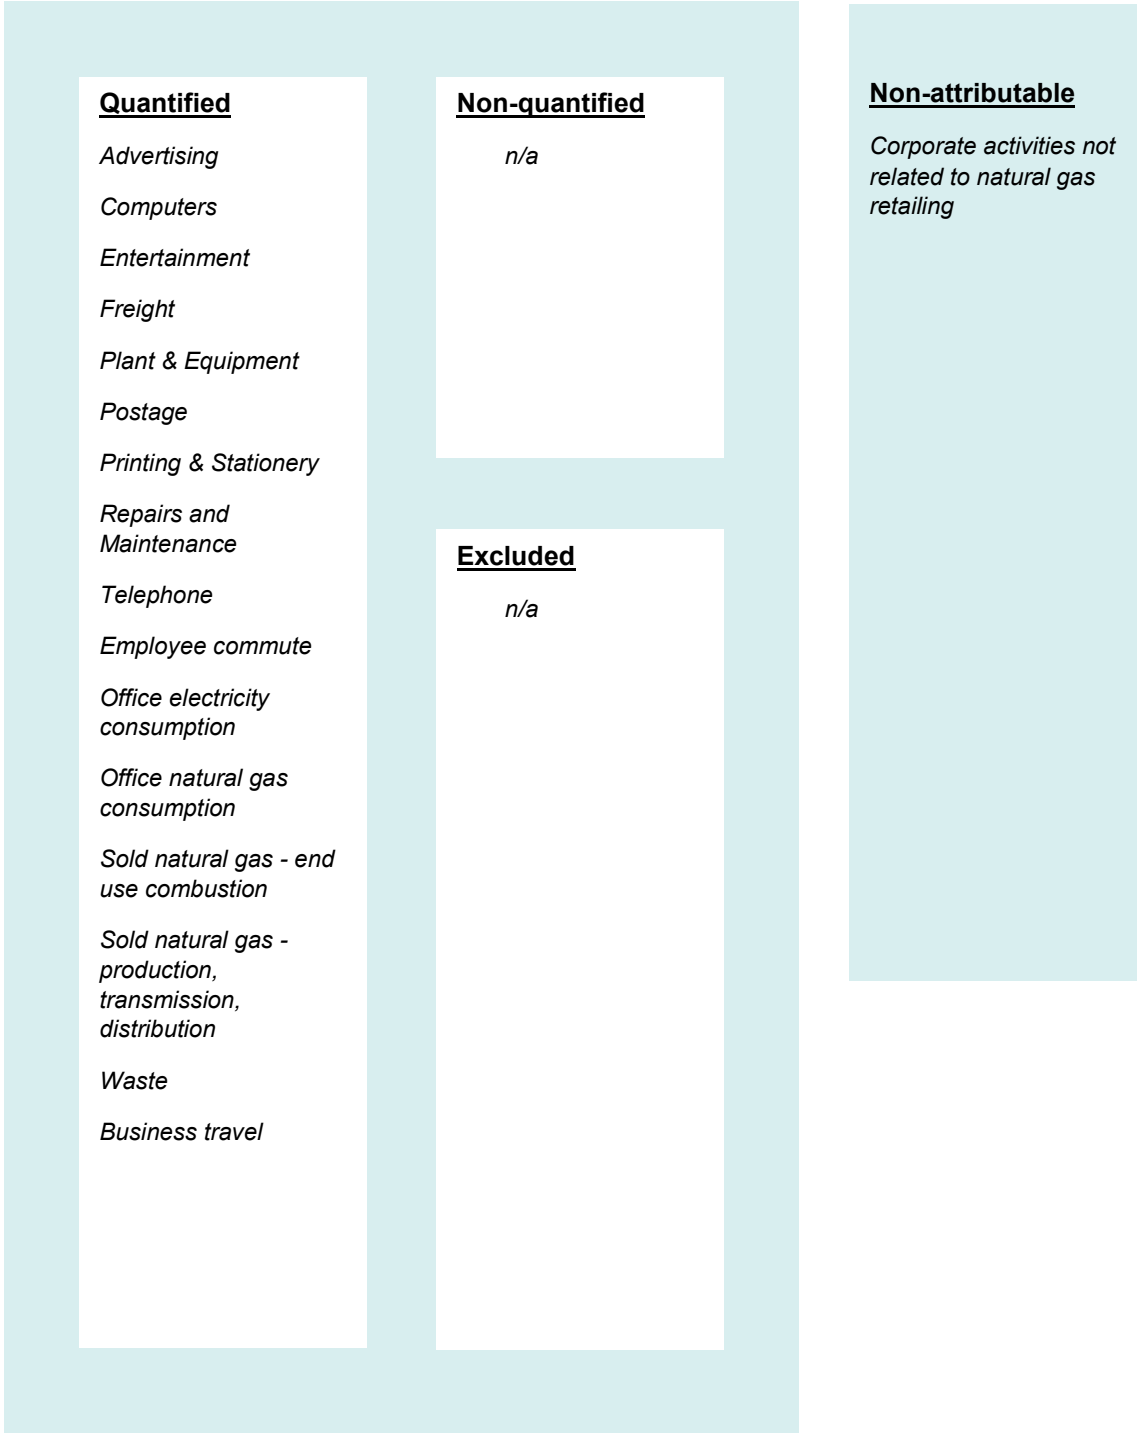 Quantified
Advertising
Computers
Entertainment
Freight
Plant & Equipment
Postage
Printing & Stationery
Repairs and
Maintenance
Telephone
Employee commute
Office electricity
consumption
Office natural gas
consumption
Sold natural gas - end
use combustion
Sold natural gas -
production,
transmission,
distribution
Waste
Business travel
Non-quantified
n/a
Excluded
n/a
Non-attributable
Corporate activities not
related to natural gas
retailing